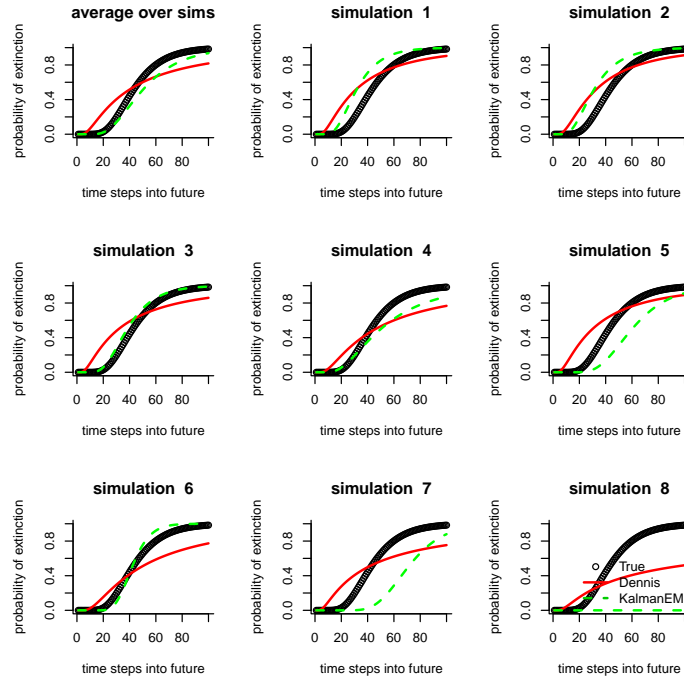 average over sims
simulation 1
simulation 2
probability of extinction
0.0 0.4 0.8
0 20 40 60 80
time steps into future
probability of extinction
0.0 0.4 0.8
0 20 40 60 80
time steps into future
probability of extinction
0.0 0.4 0.8
0 20 40 60 80
time steps into future
simulation 3
simulation 4
simulation 5
probability of extinction
0.0 0.4 0.8
0 20 40 60 80
time steps into future
probability of extinction
0.0 0.4 0.8
0 20 40 60 80
time steps into future
probability of extinction
0.0 0.4 0.8
0 20 40 60 80
time steps into future
simulation 6
simulation 7
simulation 8
probability of extinction
0.0 0.4 0.8
0 20 40 60 80
time steps into future
probability of extinction
0.0 0.4 0.8
0 20 40 60 80
time steps into future
probability of extinction
0.0 0.4 0.8
True
Dennis
KalmanEM
0 20 40 60 80
time steps into future